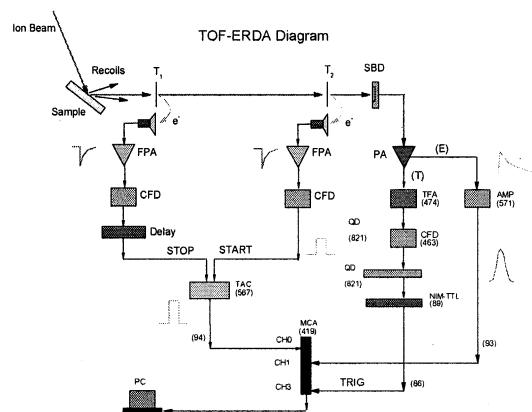 TOF-ERDA Diagram
Ion Beam
Recoils
Sample
T1
T2
SBD
e-
e-
FPA
FPA
PA
(E)
(T)
CFD
CFD
TFA
(474)
AMP
(571)
QD
(821)
CFD
(463)
Delay
STOP
START
QD
(821)
TAC
(567)
NIM-TTL
(89)
MCA
(419)
(94)
(93)
CH0
CH1
CH3
TRIG
(86)
PC